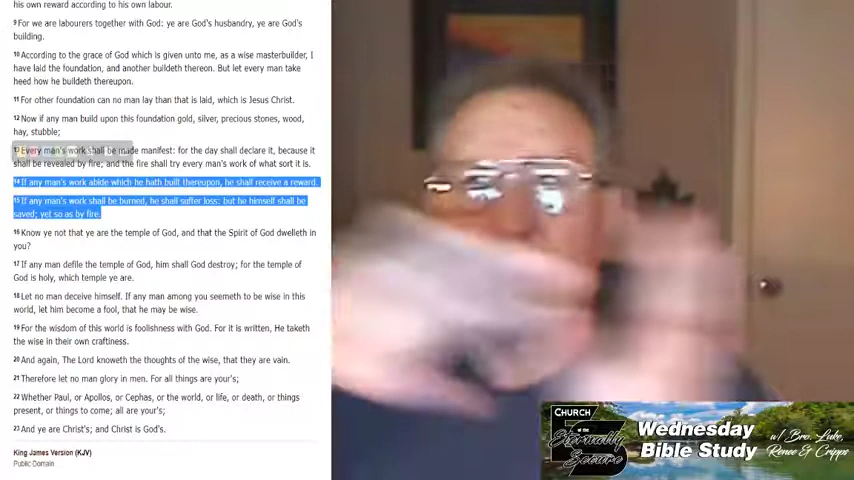 his own reward according to his own labour.
9 For we are labourers together with God: ye are God's husbandry, ye are God's
building.
10 According to the grace of God which is given unto me, as a wise masterbuilder, I
have laid the foundation, and another buildeth thereon. But let every man take
heed how he buildeth thereupon.
11 For other foundation can no man lay than that is laid, which is Jesus Christ.
12 Now if any man build upon this foundation gold, silver, precious stones, wood,
hay, stubble;
13 Every man's work shall be made manifest: for the day shall declare it, because it
shall be revealed by fire; and the fire shall try every man's work of what sort it is.
14 If any man's work abide which he hath built thereupon, he shall receive a reward.
15 If any man's work shall be burned, he shall suffer loss: but he himself shall be
saved; yet so as by fire.
16 Know ye not that ye are the temple of God, and that the Spirit of God dwelleth in
you?
17 If any man defile the temple of God, him shall God destroy; for the temple of
God is holy, which temple ye are.
18 Let no man deceive himself. If any man among you seemeth to be wise in this
world, let him become a fool, that he may be wise.
19 For the wisdom of this world is foolishness with God. For it is written, He taketh
the wise in their own craftiness.
20 And again, The Lord knoweth the thoughts of the wise, that they are vain.
21 Therefore let no man glory in men. For all things are your's;
22 Whether Paul, or Apollos, or Cephas, or the world, or life, or death, or things
present, or things to come; all are your's;
23 And ye are Christ's; and Christ is God's.
King James Version (KJV)
Public Domain
CHURCH
of the
Eternally
Secure
Wednesday
Bible Study
w/ Bro. Luke,
Renee & Cripps